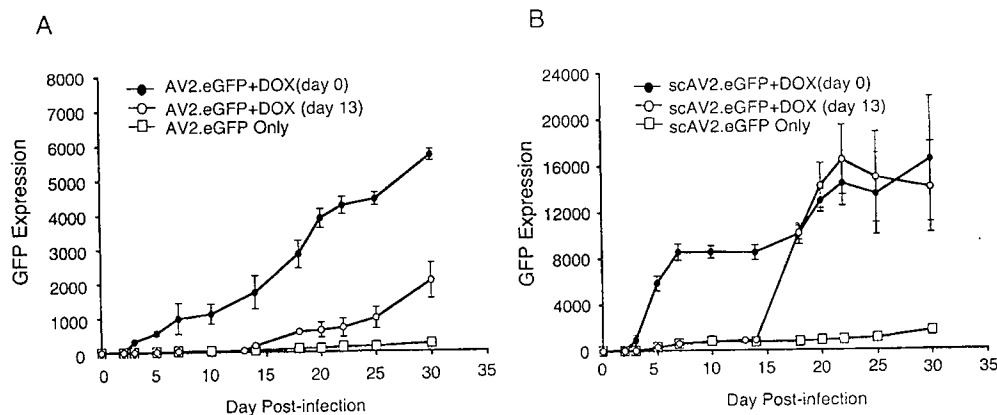 A
8000
7000
6000
5000
4000
3000
2000
1000
0
GFP Expression
AV2.eGFP+DOX(day 0)
AV2.eGFP+DOX (day 13)
AV2.eGFP Only
0 5 10 15 20 25 30 35
Day Post-infection
B
24000
20000
16000
12000
8000
4000
0
GFP Expression
scAV2.eGFP+DOX(day 0)
scAV2.eGFP+DOX (day 13)
scAV2.eGFP Only
0 5 10 15 20 25 30 35
Day Post-infection